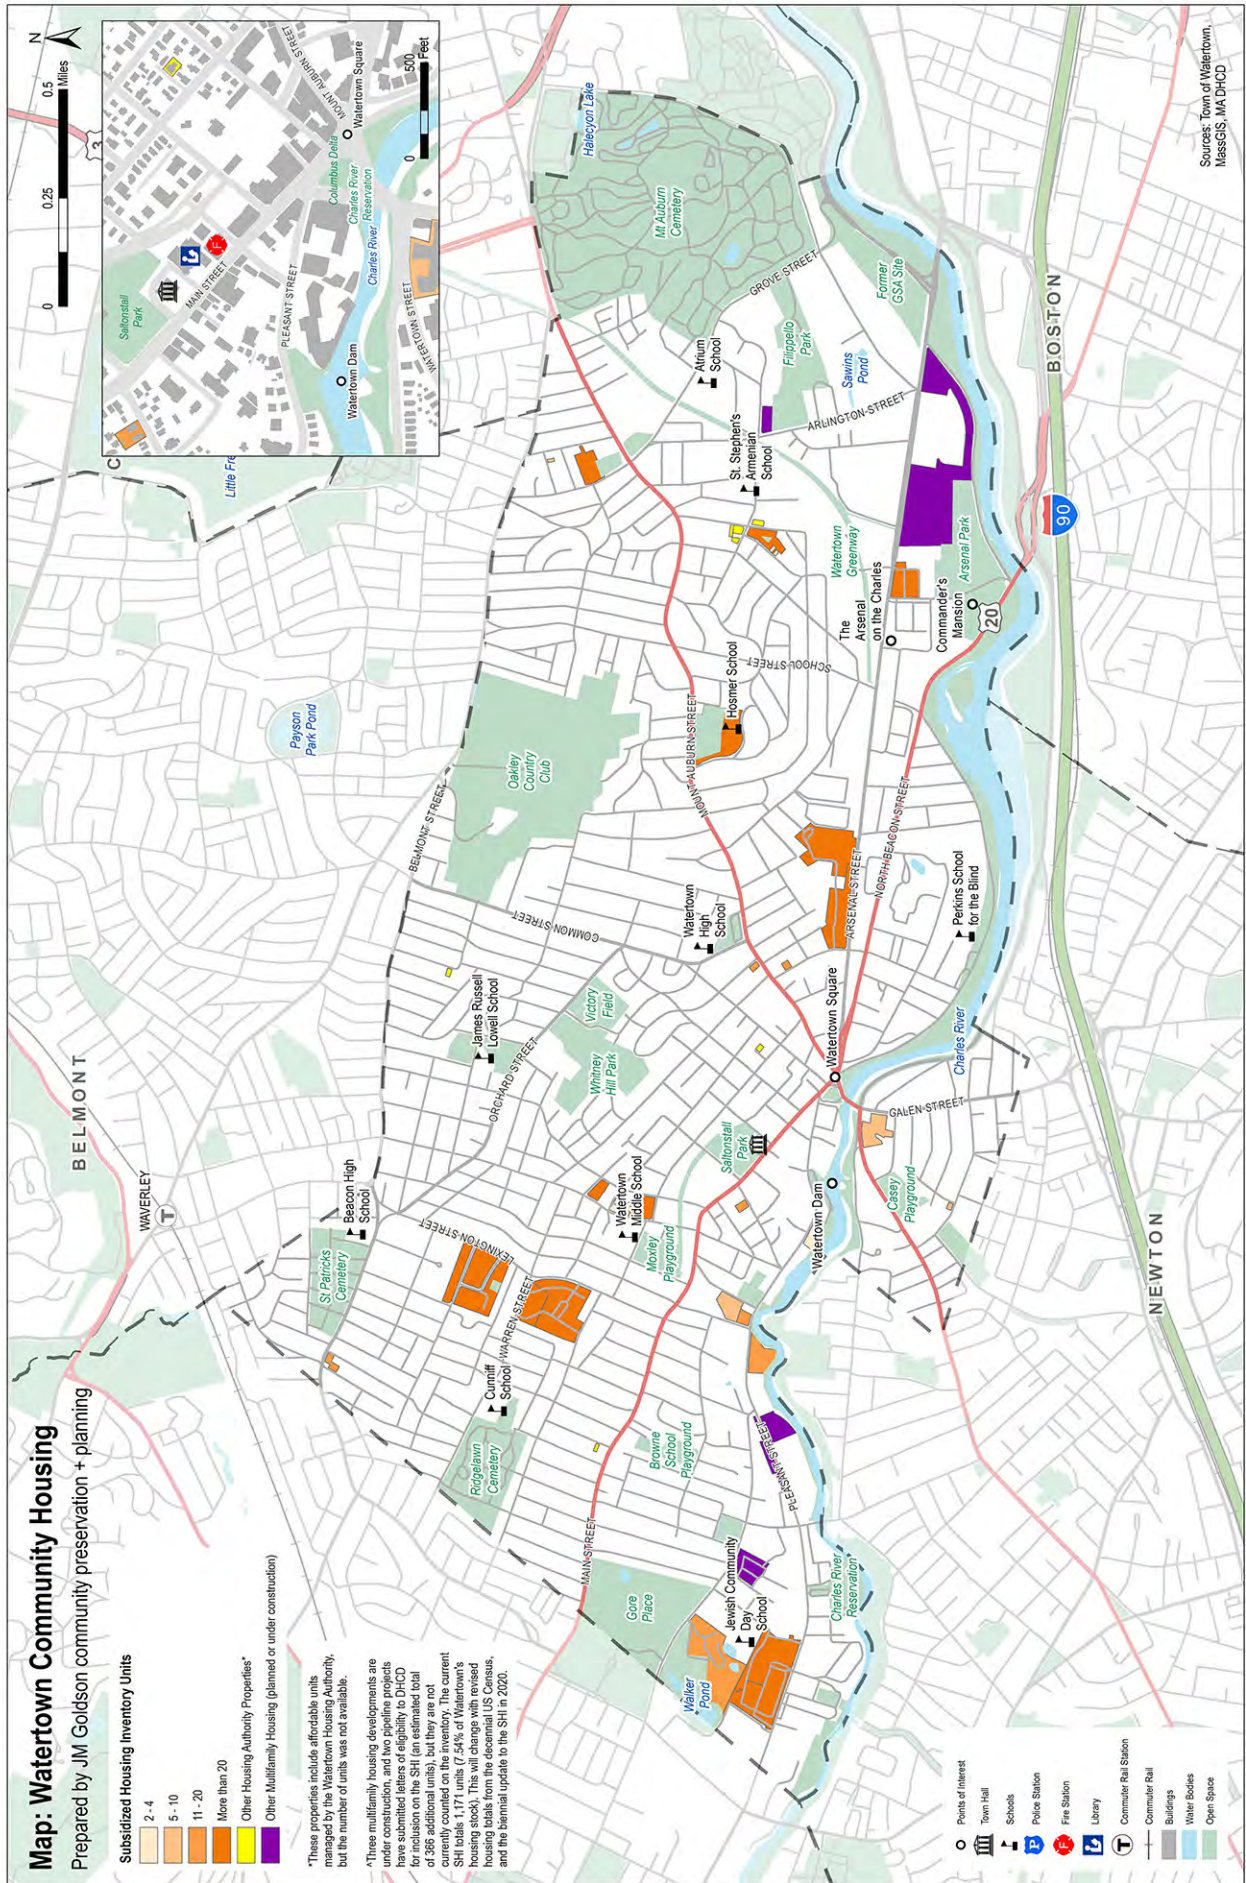 Map: Watertown Community Housing
Prepared by JM Goldson community preservation + planning
Subsidized Housing Inventory Units
2 - 4
5 - 10
11 - 20
More than 20
Other Housing Authority Properties*
Other Multifamily Housing (planned or under construction)
*These properties include affordable units
managed by the Watertown Housing Authority,
but the number of units was not available.
^Three multifamily housing developments are
under construction, and two pipeline projects
have submitted letters of eligibility to DHCD
for inclusion on the SHI (an estimated total
of 366 additional units), but they are not
currently counted on the inventory. The current
SHI totals 1,171 units (7.54% of Watertown's
housing stock). This will change with revised
housing totals from the decennial US Census,
and the biennial update to the SHI in 2020.
Points of Interest
Town Hall
Schools
P
Police Station
F
Fire Station
Library
T
Commuter Rail Station
Commuter Rail
Buildings
Water Bodies
Open Space
BELMONT
WAVERLEY
T
Beacon High
School
St Patricks
Cemetery
LEXINGTON STREET
WARREN STREET
Cunniff
School
Ridgelawn
Cemetery
MAIN STREET
Browne
School
Playground
Gore
Place
Jewish Community
Day
School
Walker
Pond
PLEASANT STREET
Charles River
Reservation
Watertown
Middle School
Moxley
Playground
Saltonstall
Park
Watertown Dam
Casey
Playground
GALEN STREET
NEWTON
James Russell
Lowell School
ORCHARD STREET
Whitney
Hill Park
Victory
Field
COMMON STREET
Watertown
High
School
Watertown Square
Charles River
Perkins School
for the Blind
ARSENAL STREET
NORTH BEACON STREET
BELMONT STREET
Payson
Park Pond
Oakley
Country
Club
MOUNT AUBURN STREET
Hosmer School
SCHOOL STREET
The
Arsenal
on the Charles
Commander's
Mansion
20
Arsenal Park
90
BOSTON
Watertown
Greenway
St. Stephen's
Armenian
School
Atrium
School
ARLINGTON STREET
Sawins
Pond
Filippello
Park
GROVE STREET
Former
GSA Site
Mt Auburn
Cemetery
Halecyon Lake
Little Fre
C
3
N
0
0.25
0.5
Miles
Saltonstall
Park
F
MAIN STREET
PLEASANT STREET
Watertown Dam
WATERTOWN STREET
Charles River
Charles River
Reservation
Columbus Delta
Watertown Square
MOUNT AUBURN STREET
0
500
Feet
Sources: Town of Watertown,
MassGIS, MA DHCD